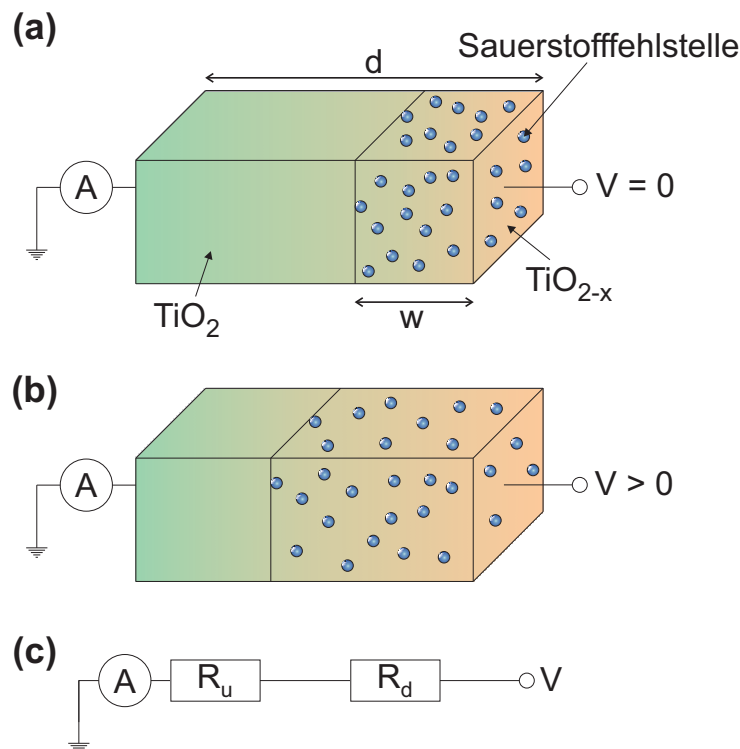 (a)
Sauerstofffehlstelle
d
A
V = 0
TiO2
w
TiO2-x
(b)
A
V > 0
(c)
A
Ru
Rd
V